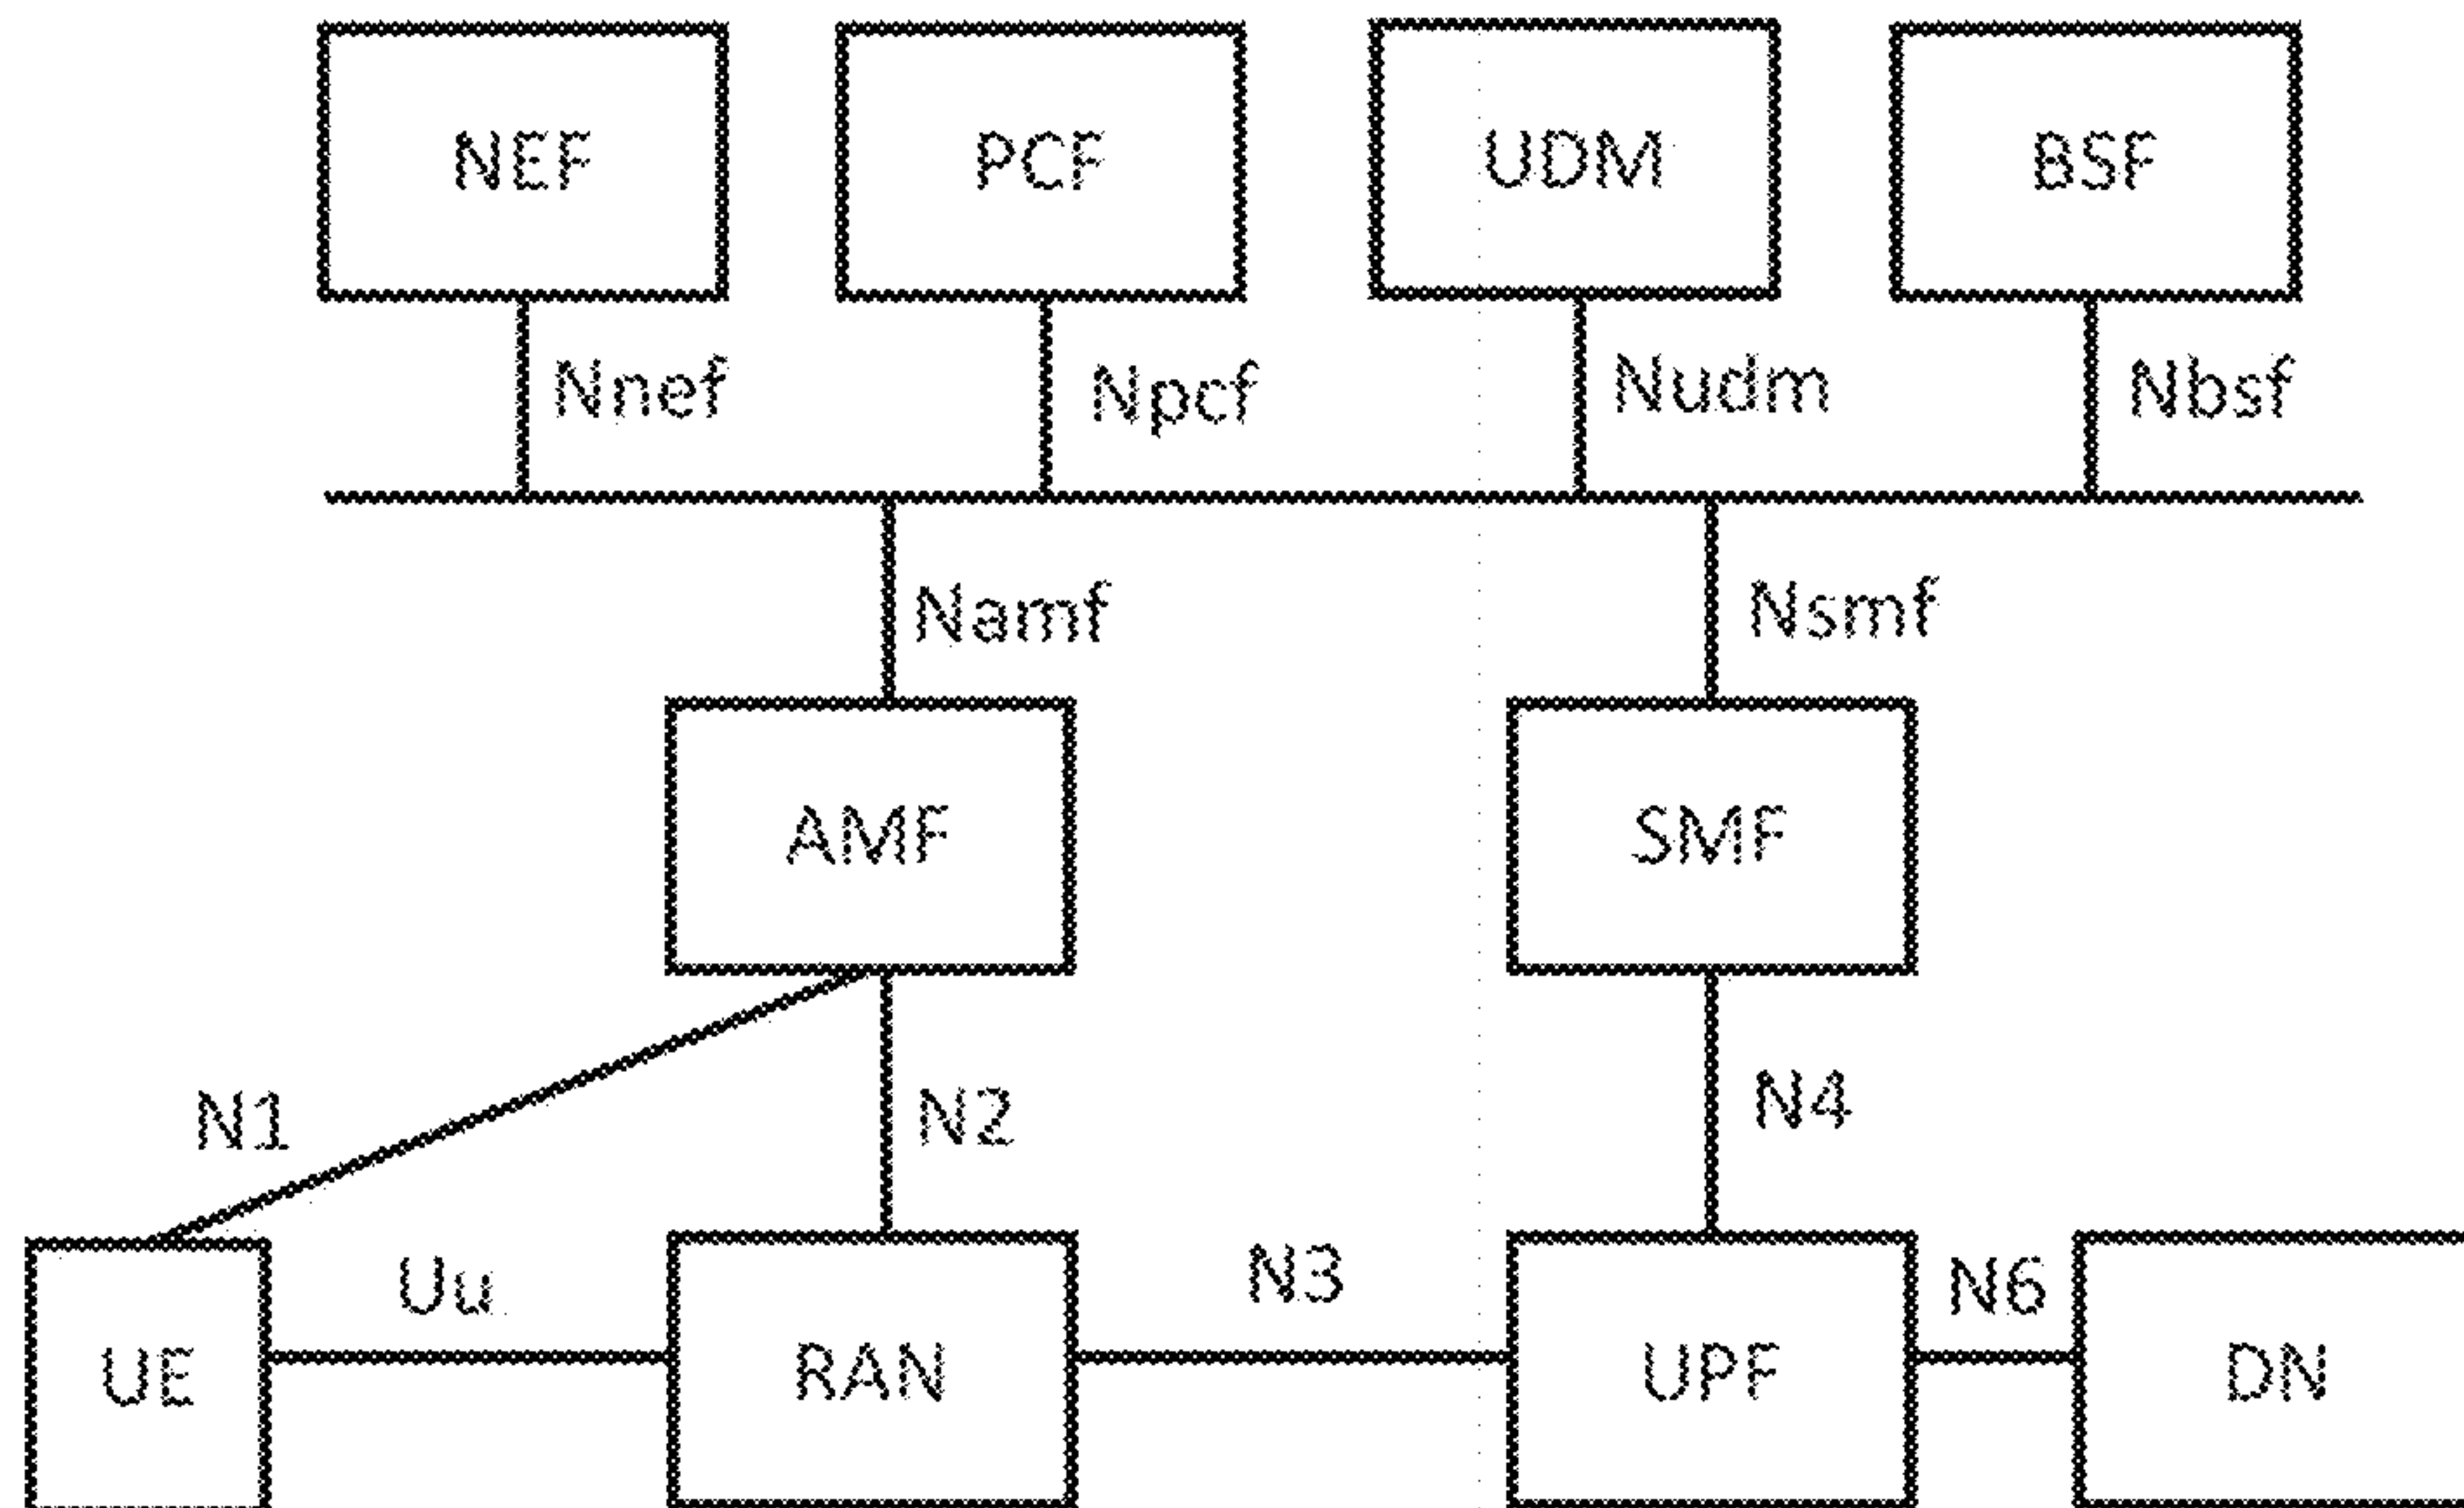 NEF PCF UDM BSF
Nnef Npcf Nudm Nbsf
Namf Nsmf
AMF SMF
N1 N2 N4
Uu N3 N6
UE RAN UPF DN